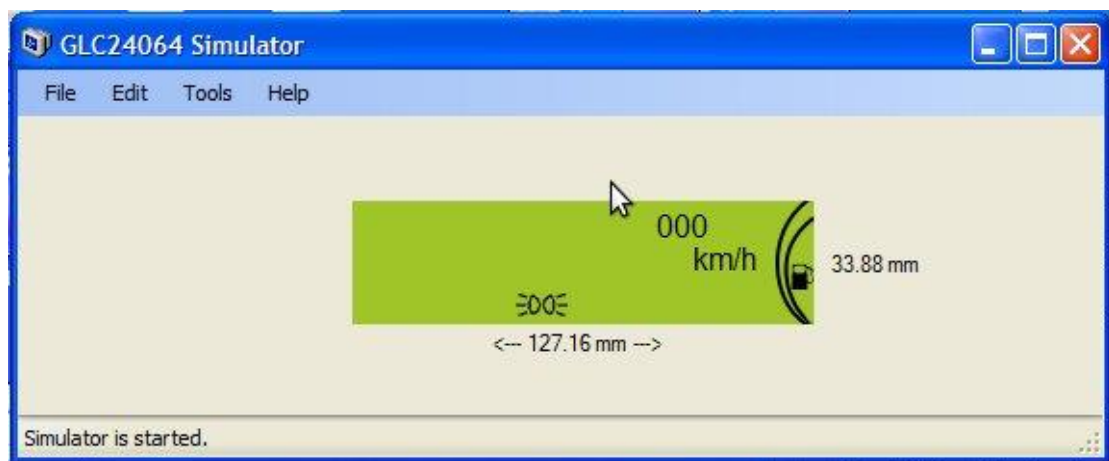 GLC24064 Simulator
File Edit Tools Help
000
km/h
33.88 mm
<--- 127.16 mm --->
Simulator is started.